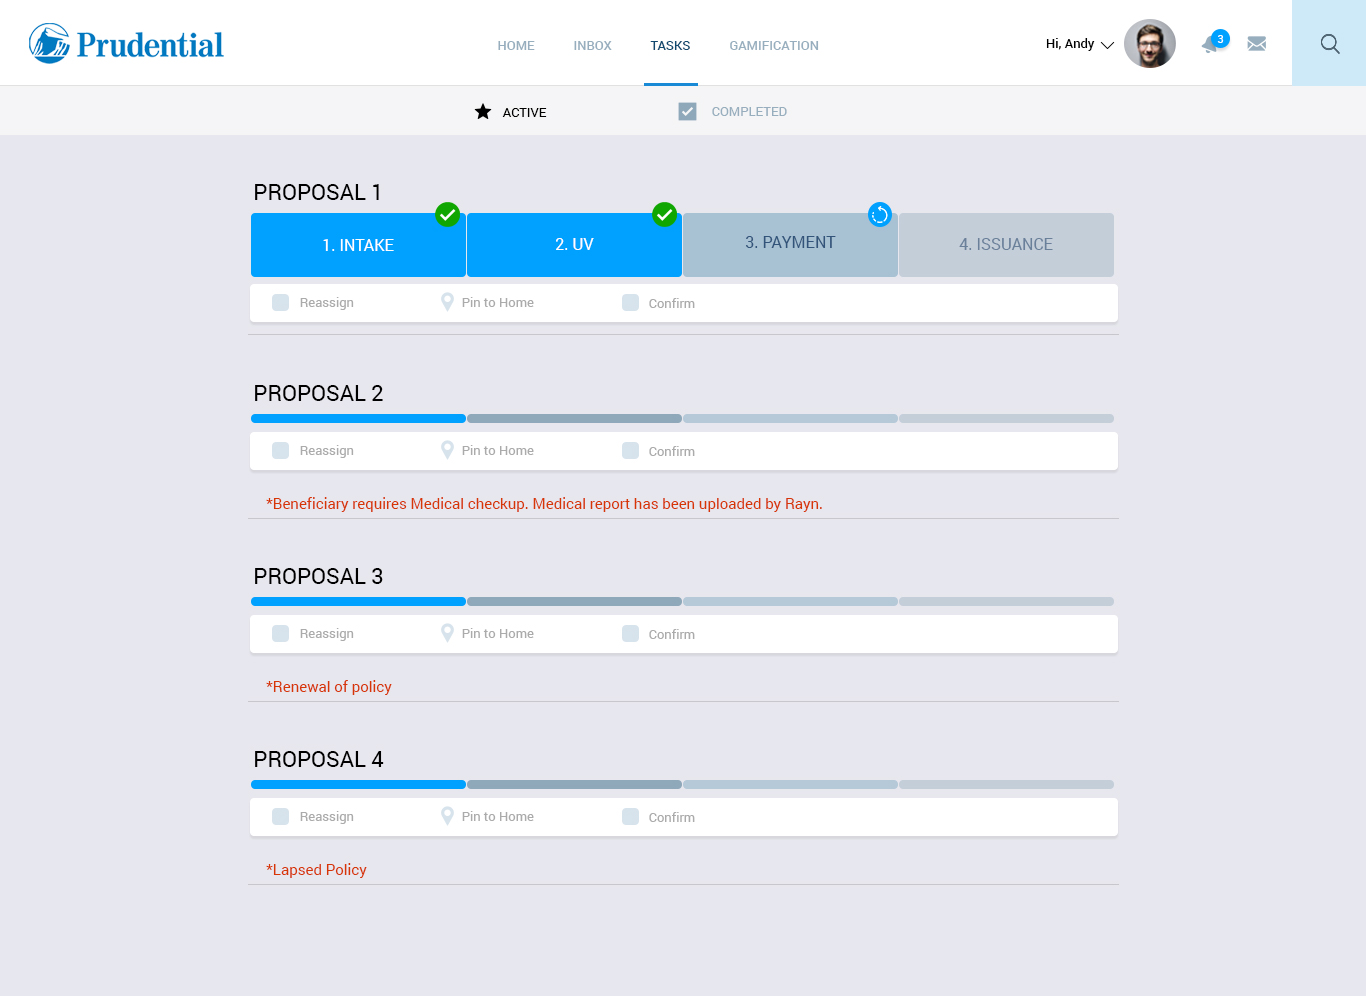 Prudential
HOME INBOX TASKS GAMIFICATION
Hi, Andy
3
ACTIVE COMPLETED
PROPOSAL 1
1. INTAKE 2. UV 3. PAYMENT 4. ISSUANCE
Reassign Pin to Home Confirm
PROPOSAL 2
Reassign Pin to Home Confirm
*Beneficiary requires Medical checkup. Medical report has been uploaded by Rayn.
PROPOSAL 3
Reassign Pin to Home Confirm
*Renewal of policy
PROPOSAL 4
Reassign Pin to Home Confirm
*Lapsed Policy